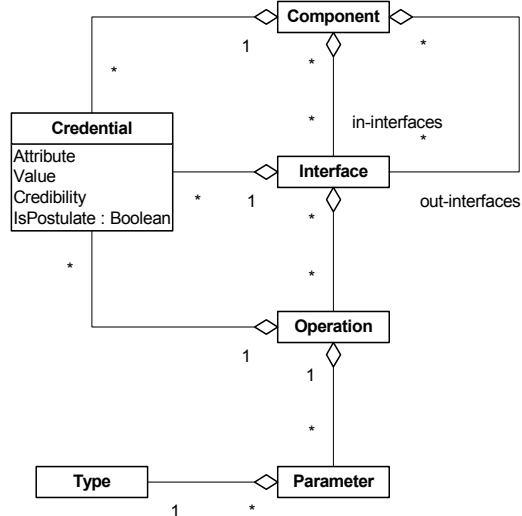 Component
1
*
*
*
*
in-interfaces
*
Credential
Attribute
Value
Credibility
IsPostulate : Boolean
Interface
*
1
*
out-interfaces
*
*
Operation
1
1
*
Type
Parameter
1
*